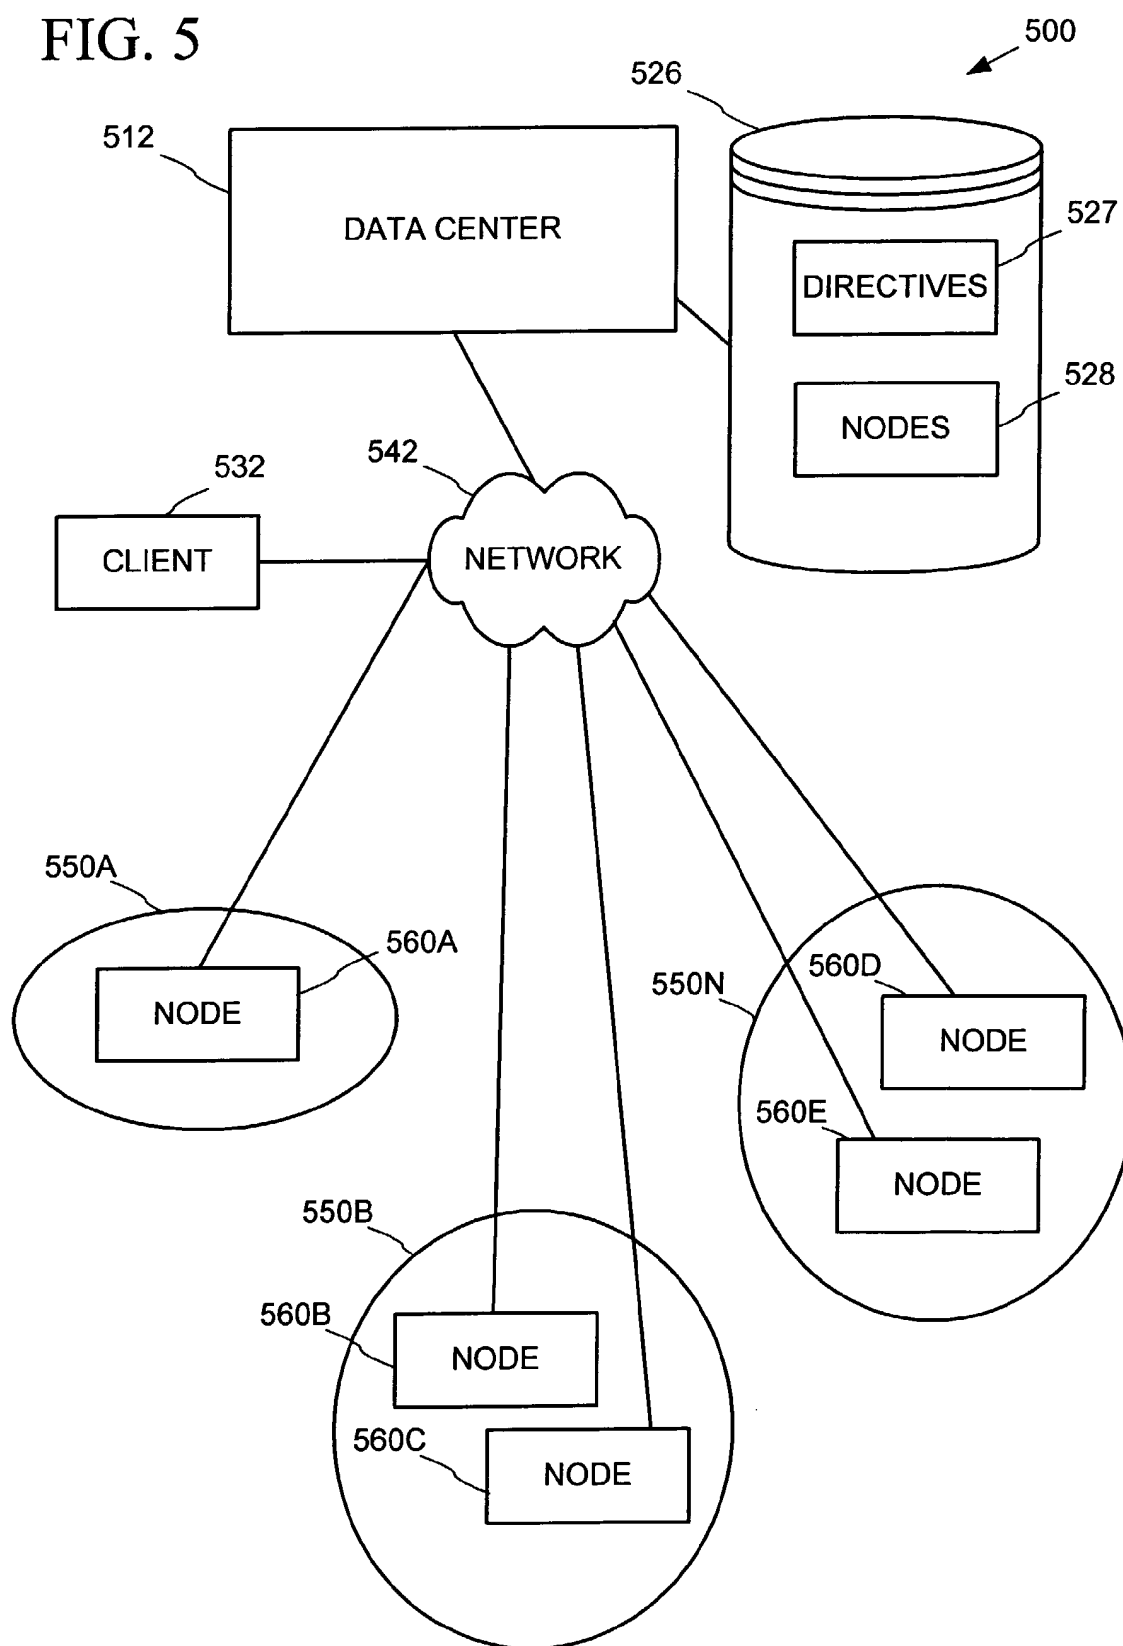 FIG. 5
500
526
512
DATA CENTER
527
DIRECTIVES
528
NODES
542
532
CLIENT
NETWORK
550A
560A
NODE
550N
560D
NODE
560E
NODE
550B
560B
NODE
560C
NODE